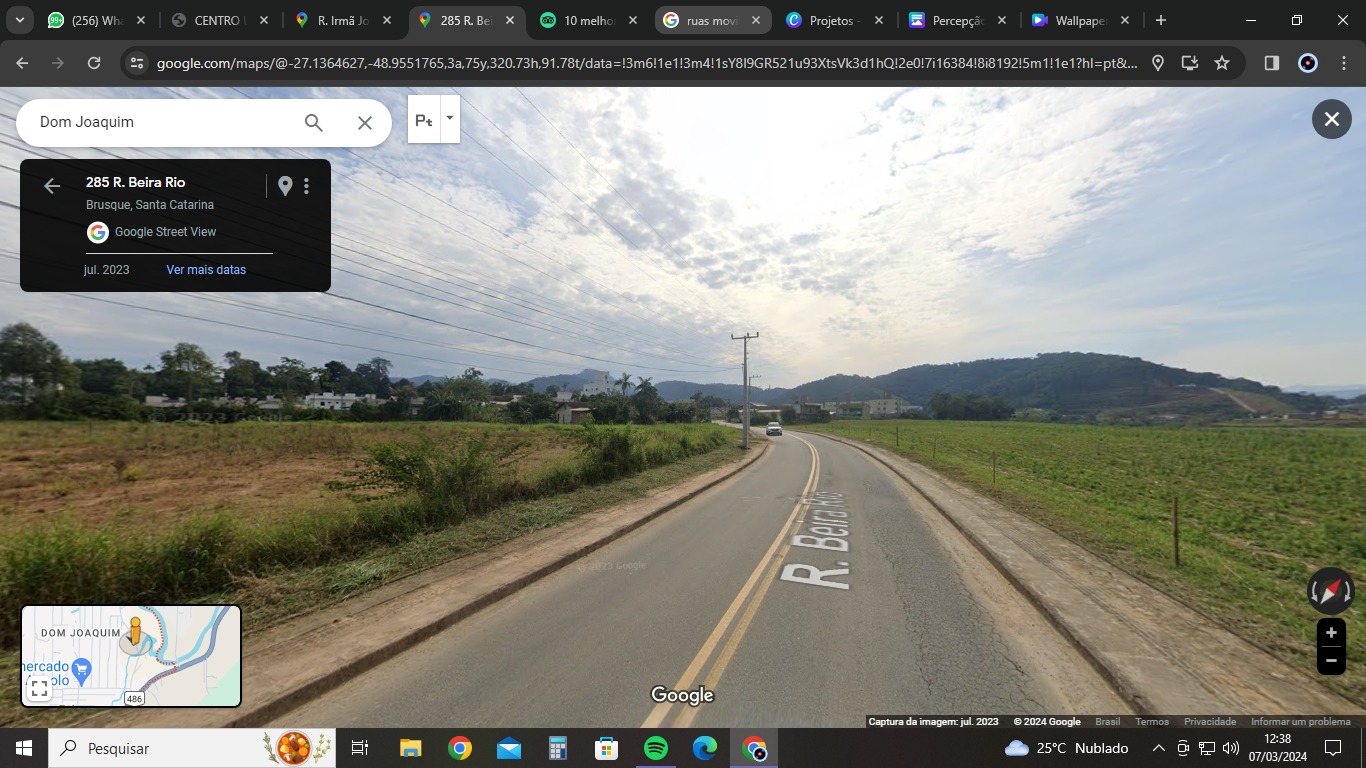 (256) Wha
CENTRO
R. Irmã Jo
285 R. Bei
10 melho
ruas movi
Projetos -
Percepçã
Wallpape
google.com/maps/@-27.1364627,-48.9551765,3a,75y,320.73h,91.78t/data=!3m6!1e1!3m4!1sY8I9GR521u93XtsVk3d1hQ!2e0!7i16384!8i8192!5m1!1e1?hl=pt&...
Dom Joaquim
285 R. Beira Rio
Brusque, Santa Catarina
Google Street View
jul. 2023
Ver mais datas
R. Beira Rio
© 2023 Google
DOM JOAQUIM
mercado
486
Google
Captura da imagem: jul. 2023
© 2024 Google
Brasil
Termos
Privacidade
Informar um problema
Pesquisar
25°C Nublado
12:38
07/03/2024